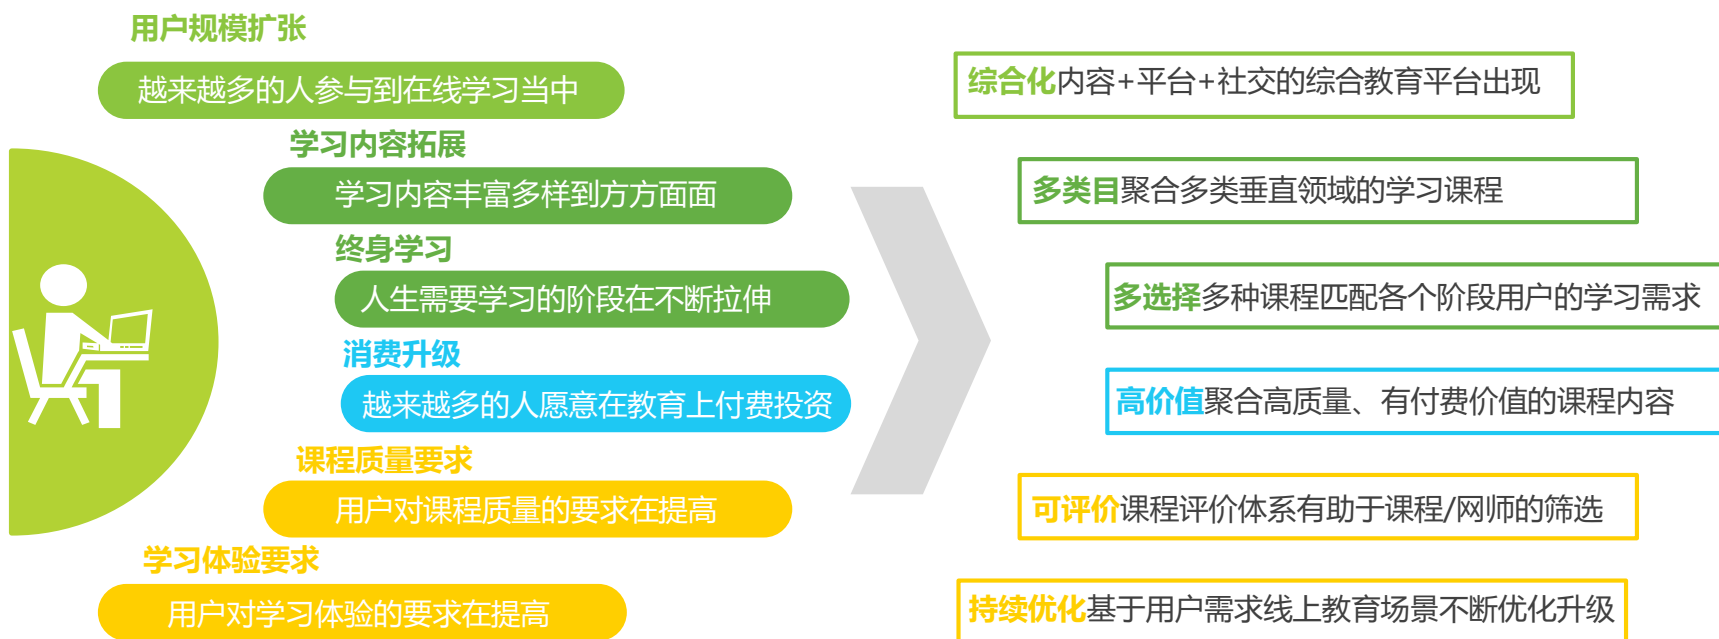 用户规模扩张
越来越多的人参与到在线学习当中
学习内容拓展
学习内容丰富多样到方方面面
终身学习
人生需要学习的阶段在不断拉伸
消费升级
越来越多的人愿意在教育上付费投资
课程质量要求
用户对课程质量的要求在提高
学习体验要求
用户对学习体验的要求在提高
综合化内容+平台+社交的综合教育平台出现
多类目聚合多类垂直领域的学习课程
多选择多种课程匹配各个阶段用户的学习需求
高价值聚合高质量、有付费价值的课程内容
可评价课程评价体系有助于课程/网师的筛选
持续优化基于用户需求线上教育场景不断优化升级